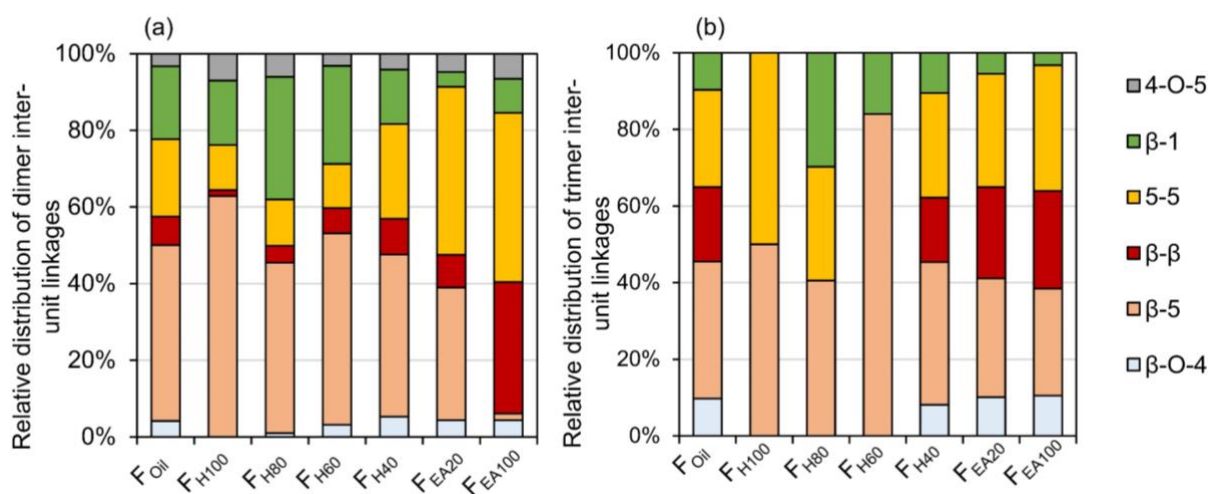 (a)
Relative distribution of dimer inter-
unit linkages
100%
80%
60%
40%
20%
0%
F Oil
F H100
F H80
F H60
F H40
F EA20
F EA100
(b)
Relative distribution of trimer inter-
unit linkages
100%
80%
60%
40%
20%
0%
F Oil
F H100
F H80
F H60
F H40
F EA20
F EA100
4-O-5
β-1
5-5
β-β
β-5
β-O-4